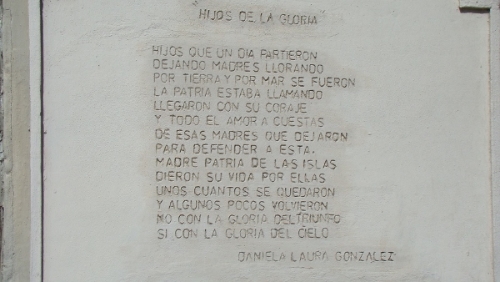 "HIJOS DE LA GLORIA"
HIJOS QUE UN DIA PARTIERON
DEJANDO MADRES LLORANDO
POR TIERRA Y POR MAR SE FUERON
LA PATRIA ESTABA LLAMANDO
LLEGARON CON SU CORAJE
Y TODO EL AMOR A CUESTAS
DE ESAS MADRES QUE DEJARON
PARA DEFENDER A ESTA.
MADRE PATRIA DE LAS ISLAS
DIERON SU VIDA POR ELLAS
UNOS CUANTOS SE QUEDARON
Y ALGUNOS POCOS VOLVIERON
NO CON LA GLORIA DEL TRIUNFO
SI CON LA GLORIA DEL CIELO
DANIELA LAURA GONZALEZ